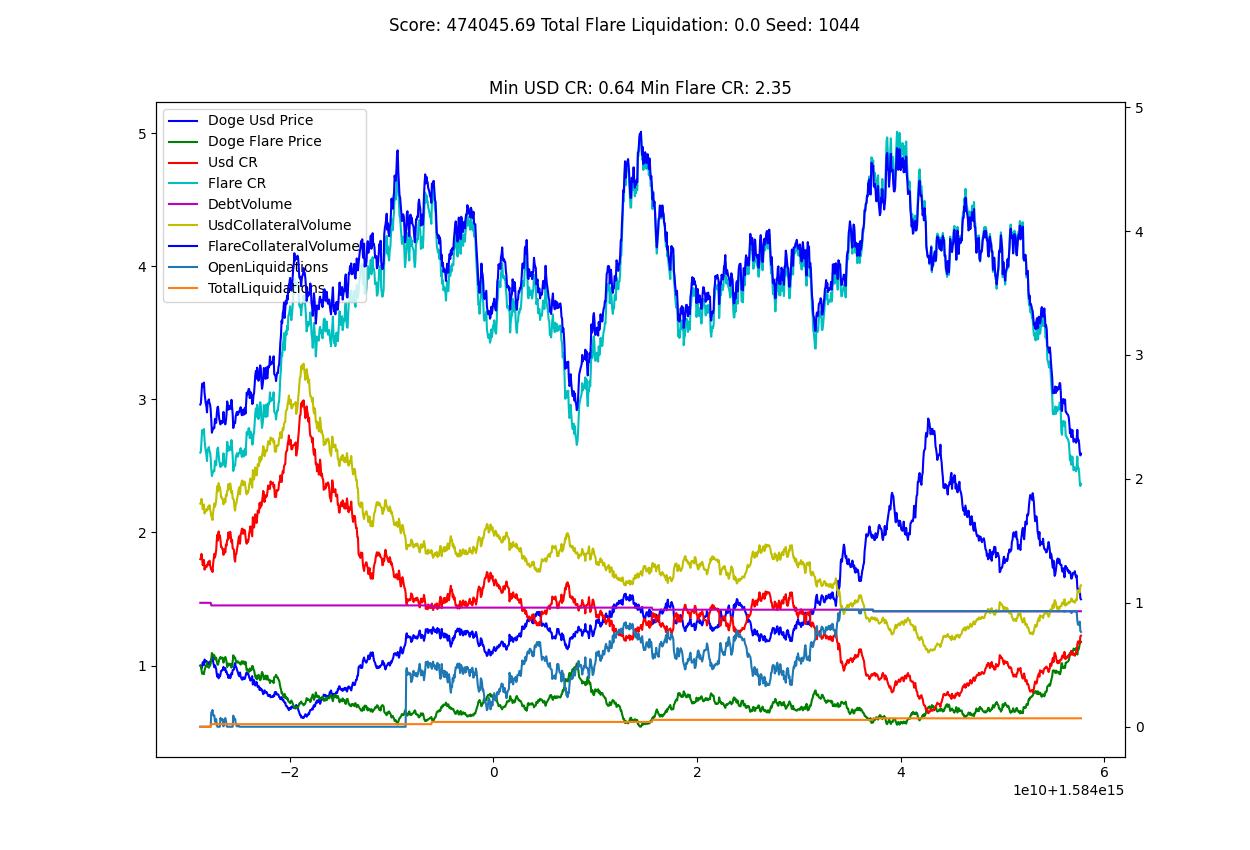 Score: 474045.69 Total Flare Liquidation: 0.0 Seed: 1044
Min USD CR: 0.64 Min Flare CR: 2.35
Doge Usd Price
Doge Flare Price
Usd CR
Flare CR
DebtVolume
UsdCollateralVolume
FlareCollateralVolume
OpenLiquidations
TotalLiquidations
5
4
3
2
1
5
4
3
2
1
0
−2
0
2
4
6
1e10+1.584e15